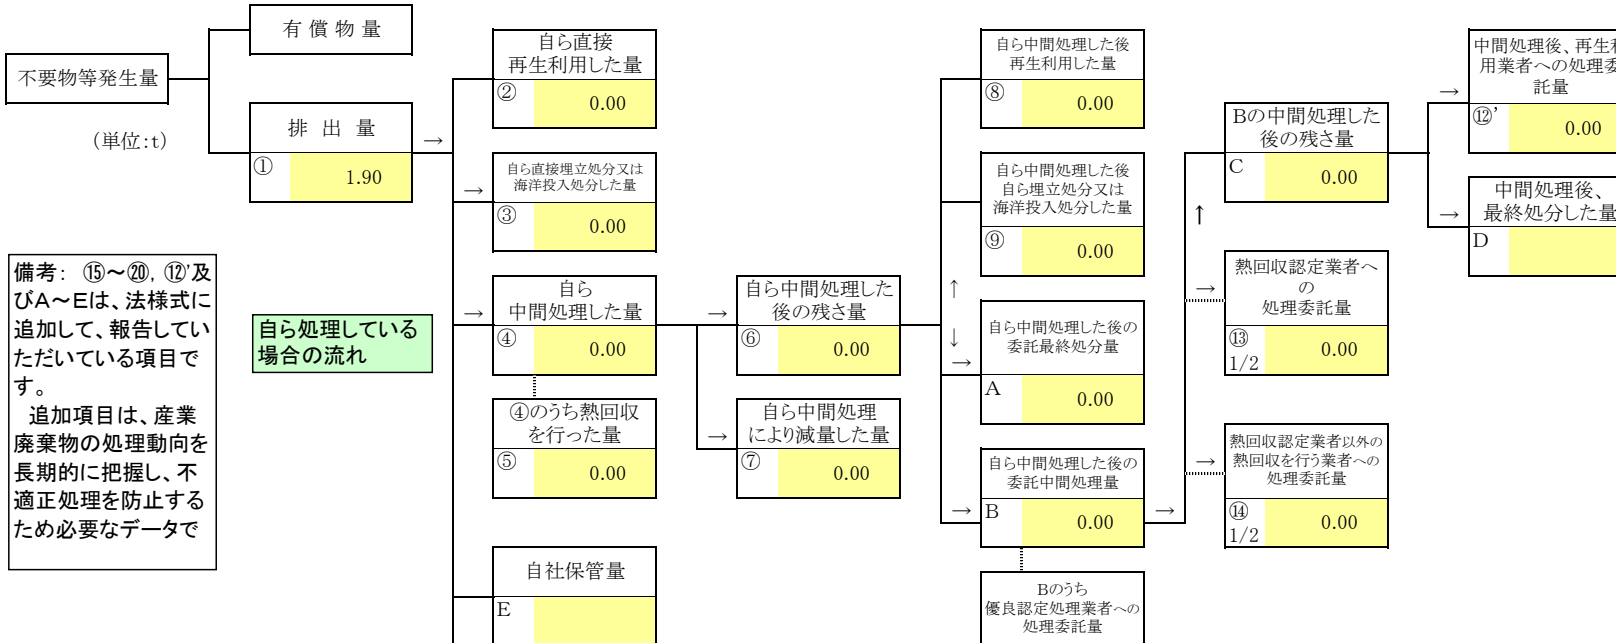 有 償 物 量
不要物等発生量
(単位:t)
排 出 量
①
1.90
→
備考： ⑮～⑳, ⑫'及
びA～Eは、法様式に
追加して、報告してい
ただいている項目で
す。
追加項目は、産業
廃棄物の処理動向を
長期的に把握し、不
適正処理を防止する
ため必要なデータで
自ら処理している
場合の流れ
自ら直接
再生利用した量
②
0.00
→
自ら直接埋立処分又は
海洋投入処分した量
③
0.00
→
自ら
中間処理した量
④
0.00
④のうち熱回収
を行った量
⑤
0.00
自社保管量
E
→
自ら中間処理した
後の残さ量
⑥
0.00
→
自ら中間処理
により減量した量
⑦
0.00
自ら中間処理した後
再生利用した量
⑧
0.00
自ら中間処理した後
自ら埋立処分又は
海洋投入処分した量
⑨
0.00
↑
↓
→
自ら中間処理した後の
委託最終処分量
A
0.00
自ら中間処理した後の
委託中間処理量
→
B
0.00
→
Bのうち
優良認定処理業者への
処理委託量
Bの中間処理した
後の残さ量
C
0.00
↑
→
熱回収認定業者へ
の
処理委託量
⑬
1/2
0.00
→
熱回収認定業者以外の
熱回収を行う業者への
処理委託量
⑭
1/2
0.00
→
中間処理後、再生利
用業者への処理委
託量
⑫'
0.00
→
中間処理後、
最終処分した量
D